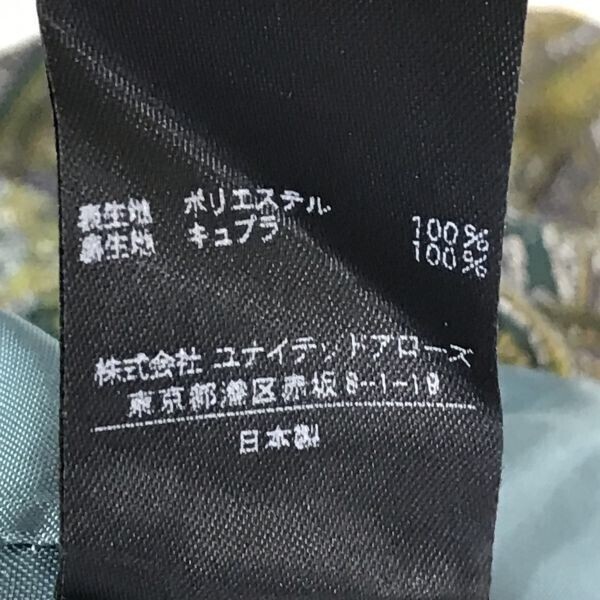 表生地 ポリエステル 100%
裏生地 キュプラ 100%
株式会社 ユナイテッドアローズ
東京都港区赤坂8-1-19
日本製